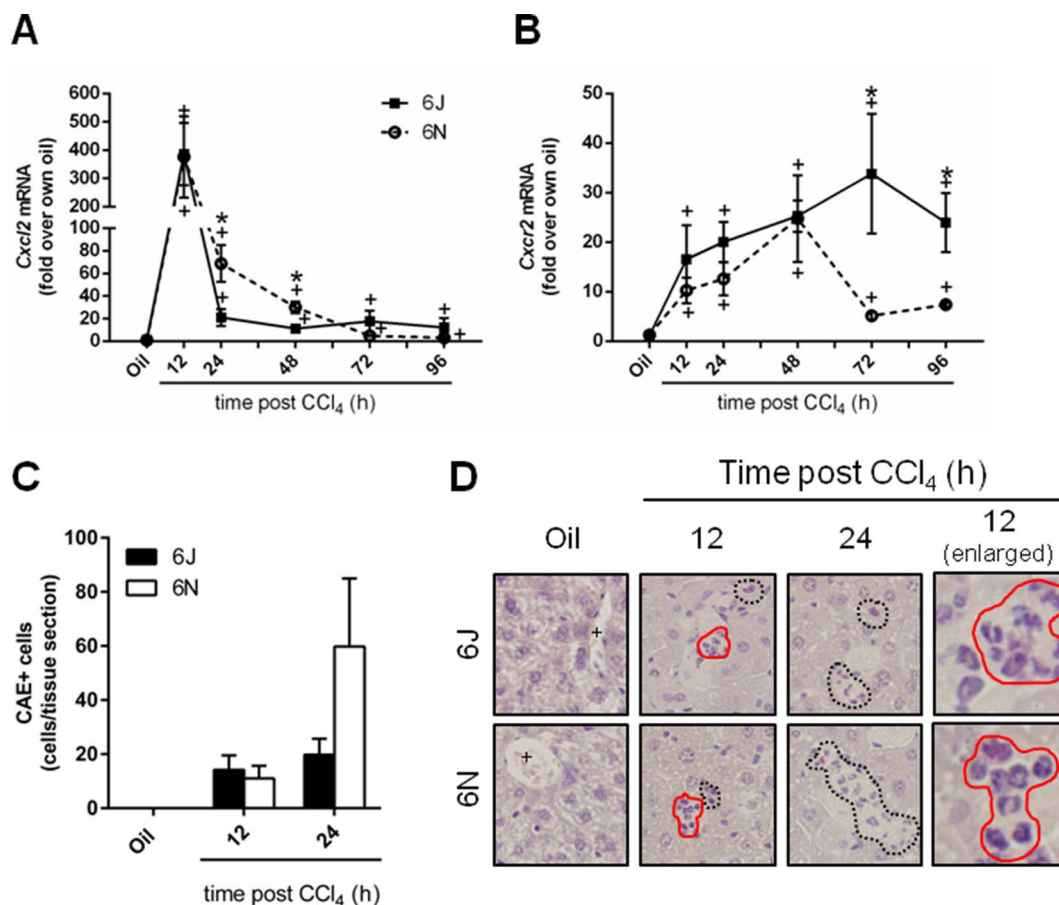 A
Cxcl2 mRNA
(fold over own oil)
600
500
400
300
200
100
80
60
40
20
0
6J
6N
‡
+
+
*
+
+
*
+
+
+
+
+
+
Oil
12
24
48
72
96
time post CCl₄ (h)
B
Cxcr2 mRNA
(fold over own oil)
50
40
30
20
10
0
+
+
+
+
+
+
*
+
+
*
+
+
Oil
12
24
48
72
96
time post CCl₄ (h)
C
CAE+ cells
(cells/tissue section)
100
80
60
40
20
0
6J
6N
Oil
12
24
time post CCl₄ (h)
D
Time post CCl₄ (h)
Oil
12
24
12
(enlarged)
6J
+
6N
+